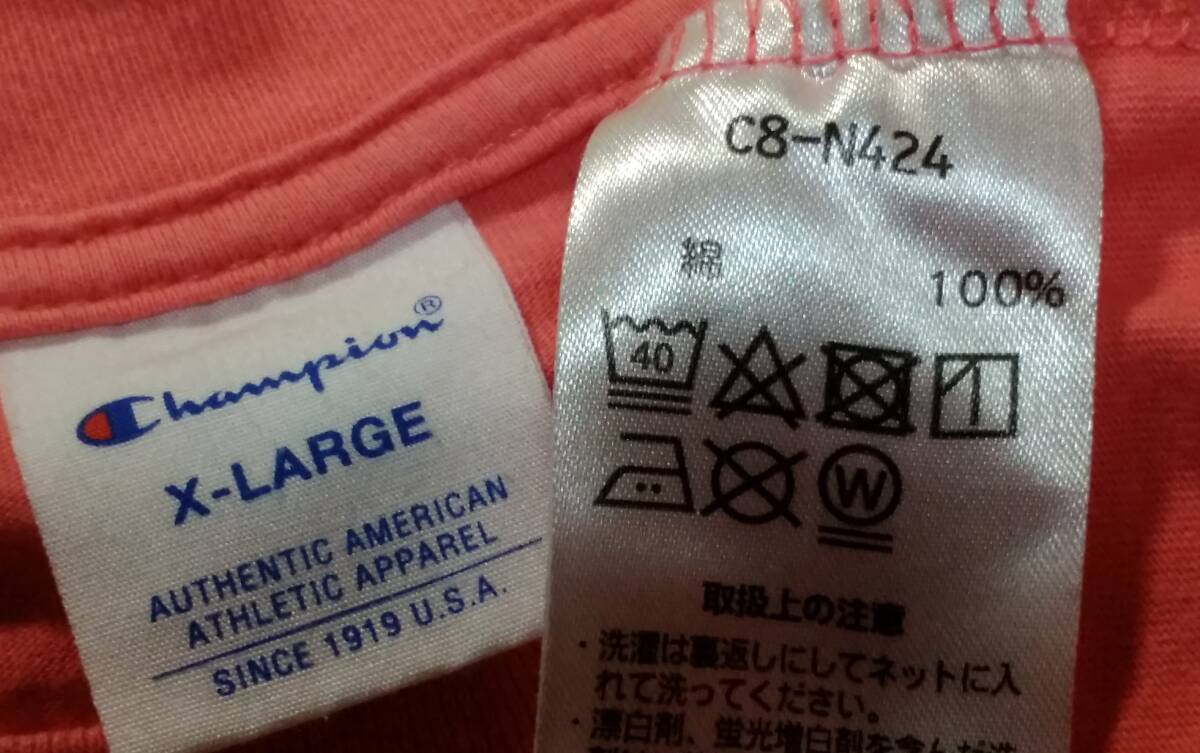 Champion®
X-LARGE
AUTHENTIC AMERICAN
ATHLETIC APPAREL
SINCE 1919 U.S.A.
C8-N424
綿 100%
40
W
取扱上の注意
・洗濯は裏返しにしてネットに入
れて洗ってください。
・漂白剤、蛍光増白剤を含んだ洗